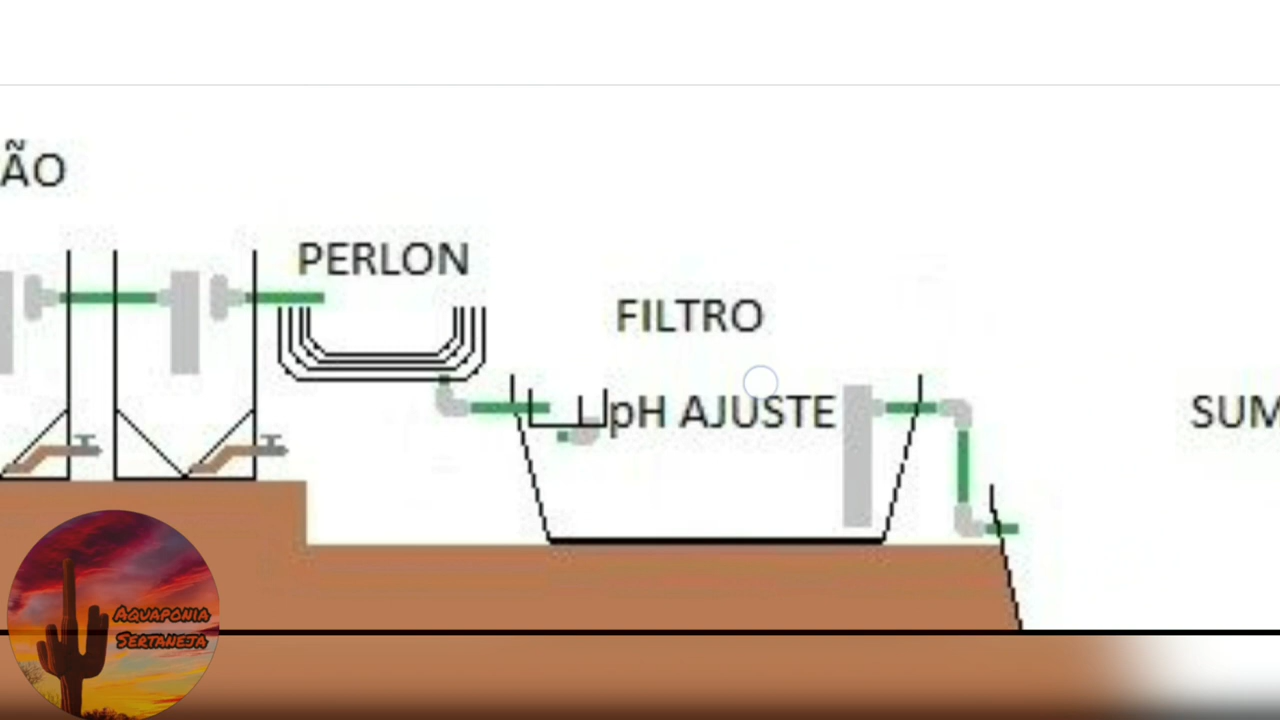 ÃO
PERLON
FILTRO
pH AJUSTE
SUM
AQUAPONIA
SERTANEJA